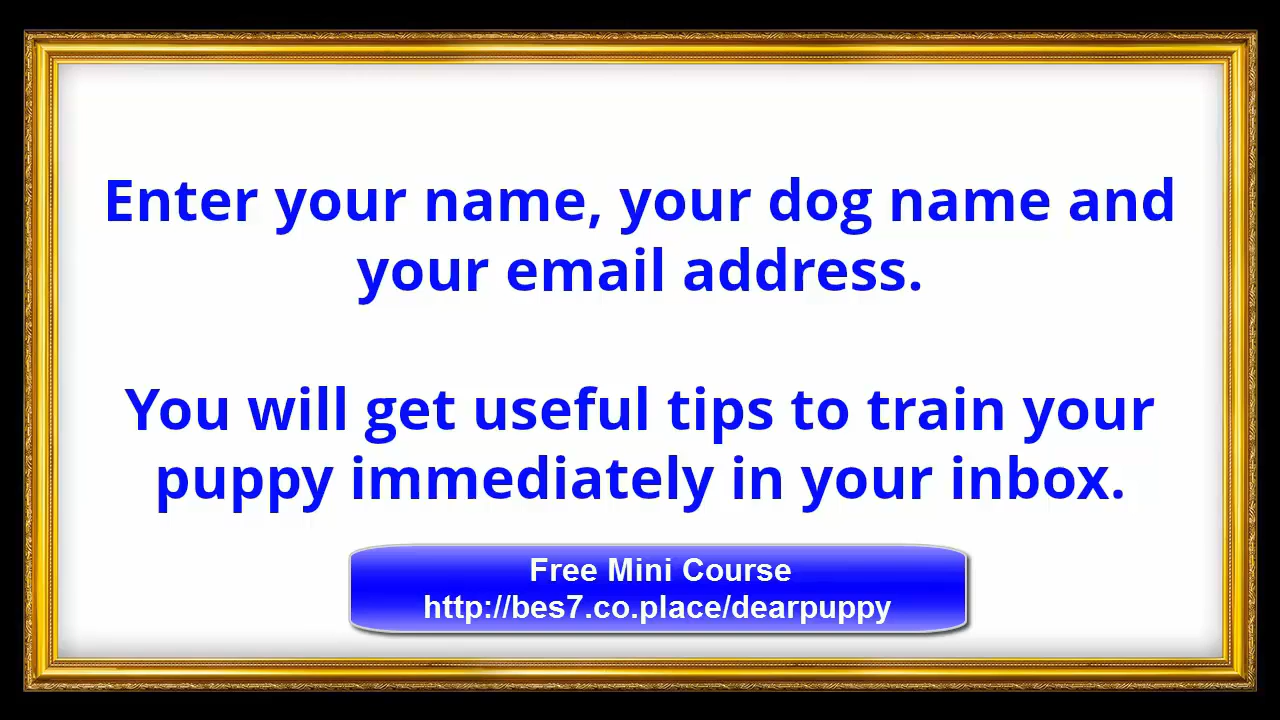 Enter your name, your dog name and
your email address.
You will get useful tips to train your
puppy immediately in your inbox.
Free Mini Course
http://bes7.co.place/dearpuppy